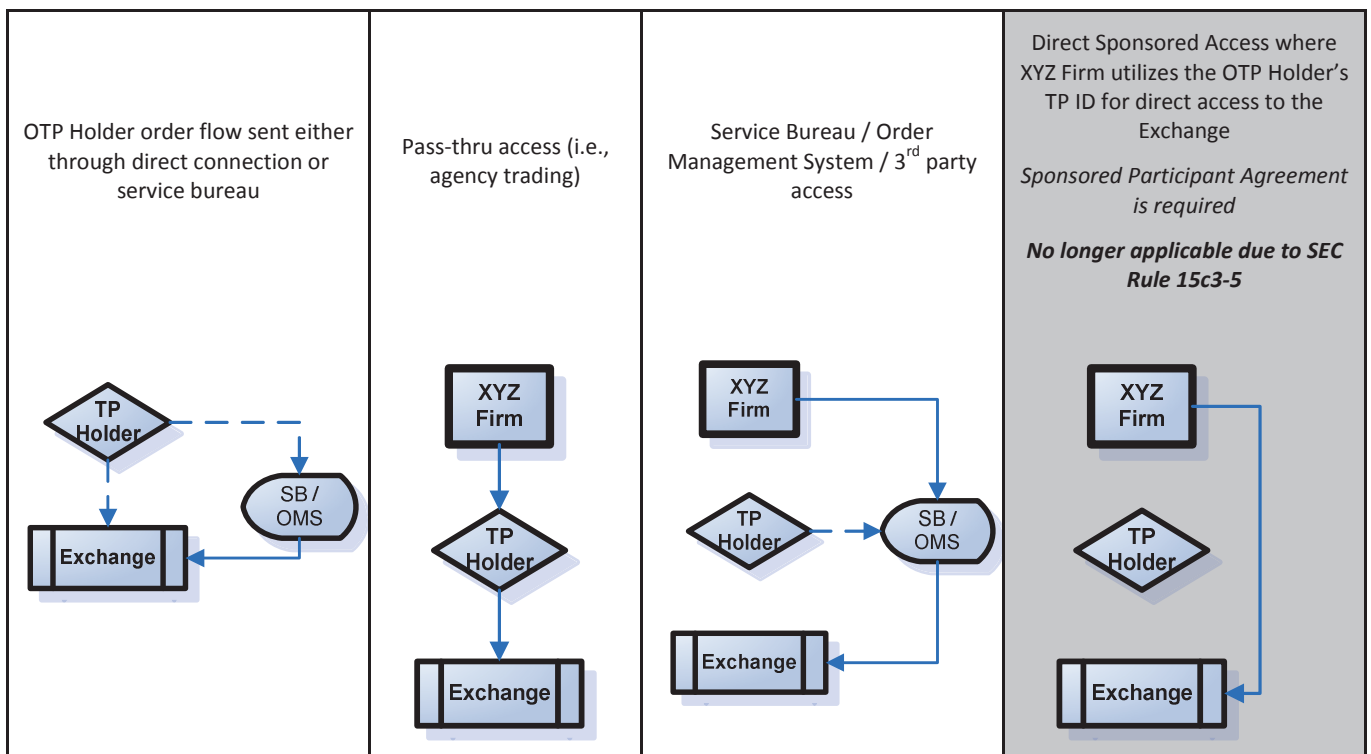 OTP Holder order flow sent either
through direct connection or
service bureau
TP
Holder
SB /
OMS
Exchange
Pass-thru access (i.e.,
agency trading)
XYZ
Firm
TP
Holder
Exchange
Service Bureau / Order
Management System / 3rd party
access
XYZ
Firm
TP
Holder
SB /
OMS
Exchange
Direct Sponsored Access where
XYZ Firm utilizes the OTP Holder’s
TP ID for direct access to the
Exchange
Sponsored Participant Agreement
is required
No longer applicable due to SEC
Rule 15c3-5
XYZ
Firm
TP
Holder
Exchange